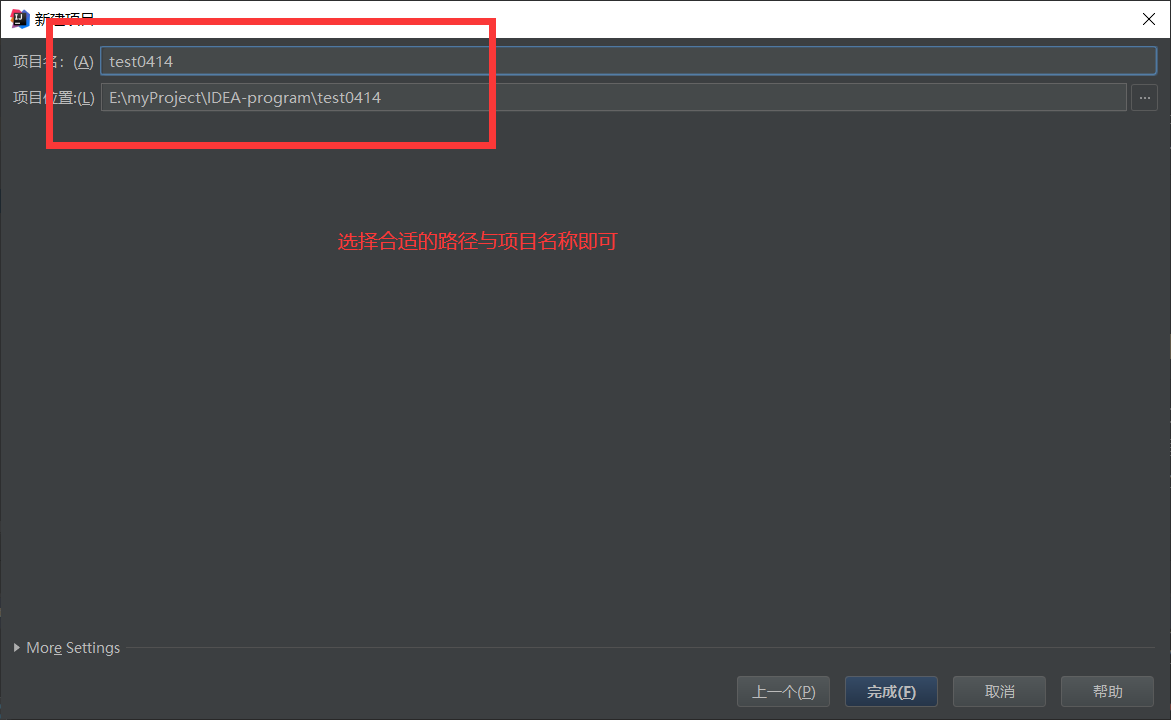 新建项目
项目名：(A) test0414
项目位置:(L) E:\myProject\IDEA-program\test0414
...
选择合适的路径与项目名称即可
More Settings
上一个(P) 完成(F) 取消 帮助